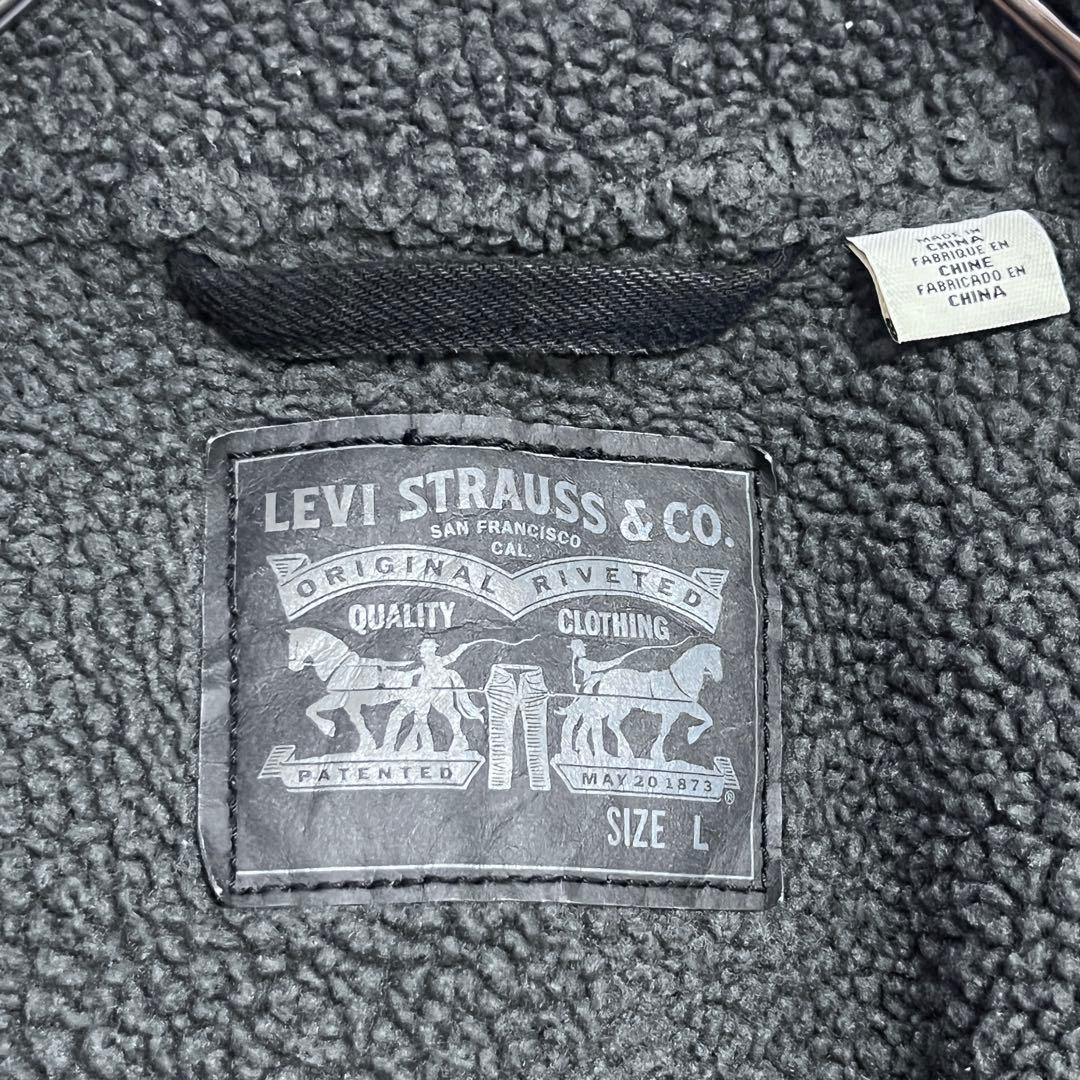 MADE IN
CHINA
FABRIQUE EN
CHINE
FABRICADO EN
CHINA
LEVI STRAUSS & CO.
SAN FRANCISCO
CAL.
ORIGINAL RIVETED
QUALITY CLOTHING
PATENTED MAY 20 1873
®
SIZE L